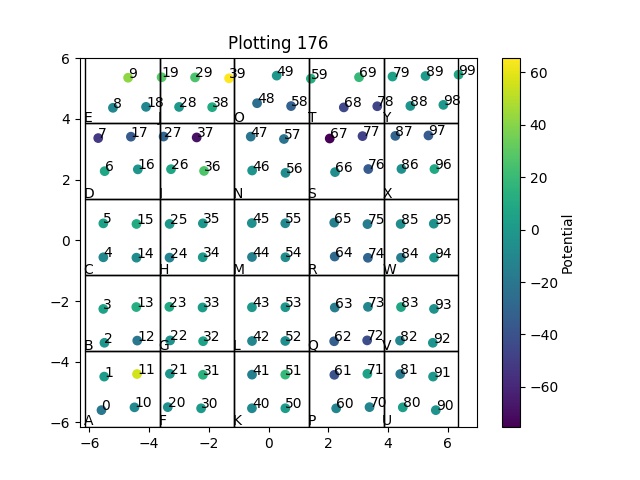 Plotting 176
6
4
2
0
−2
−4
−6
9 19 29 39 49 59 69 79 89 99
8 18 28 38 48 58 68 78 88 98
E O T Y
7 17 27 37 47 57 67 77 87 97
6 16 26 36 46 56 66 76 86 96
D I N S X
5 15 25 35 45 55 65 75 85 95
4 14 24 34 44 54 64 74 84 94
C H M R W
3 13 23 33 43 53 63 73 83 93
2 12 22 32 42 52 62 72 82 92
B G L Q V
1 11 21 31 41 51 61 71 81 91
0 10 20 30 40 50 60 70 80 90
A F K P U
−6 −4 −2 0 2 4 6
60
40
20
0
−20
−40
−60
Potential